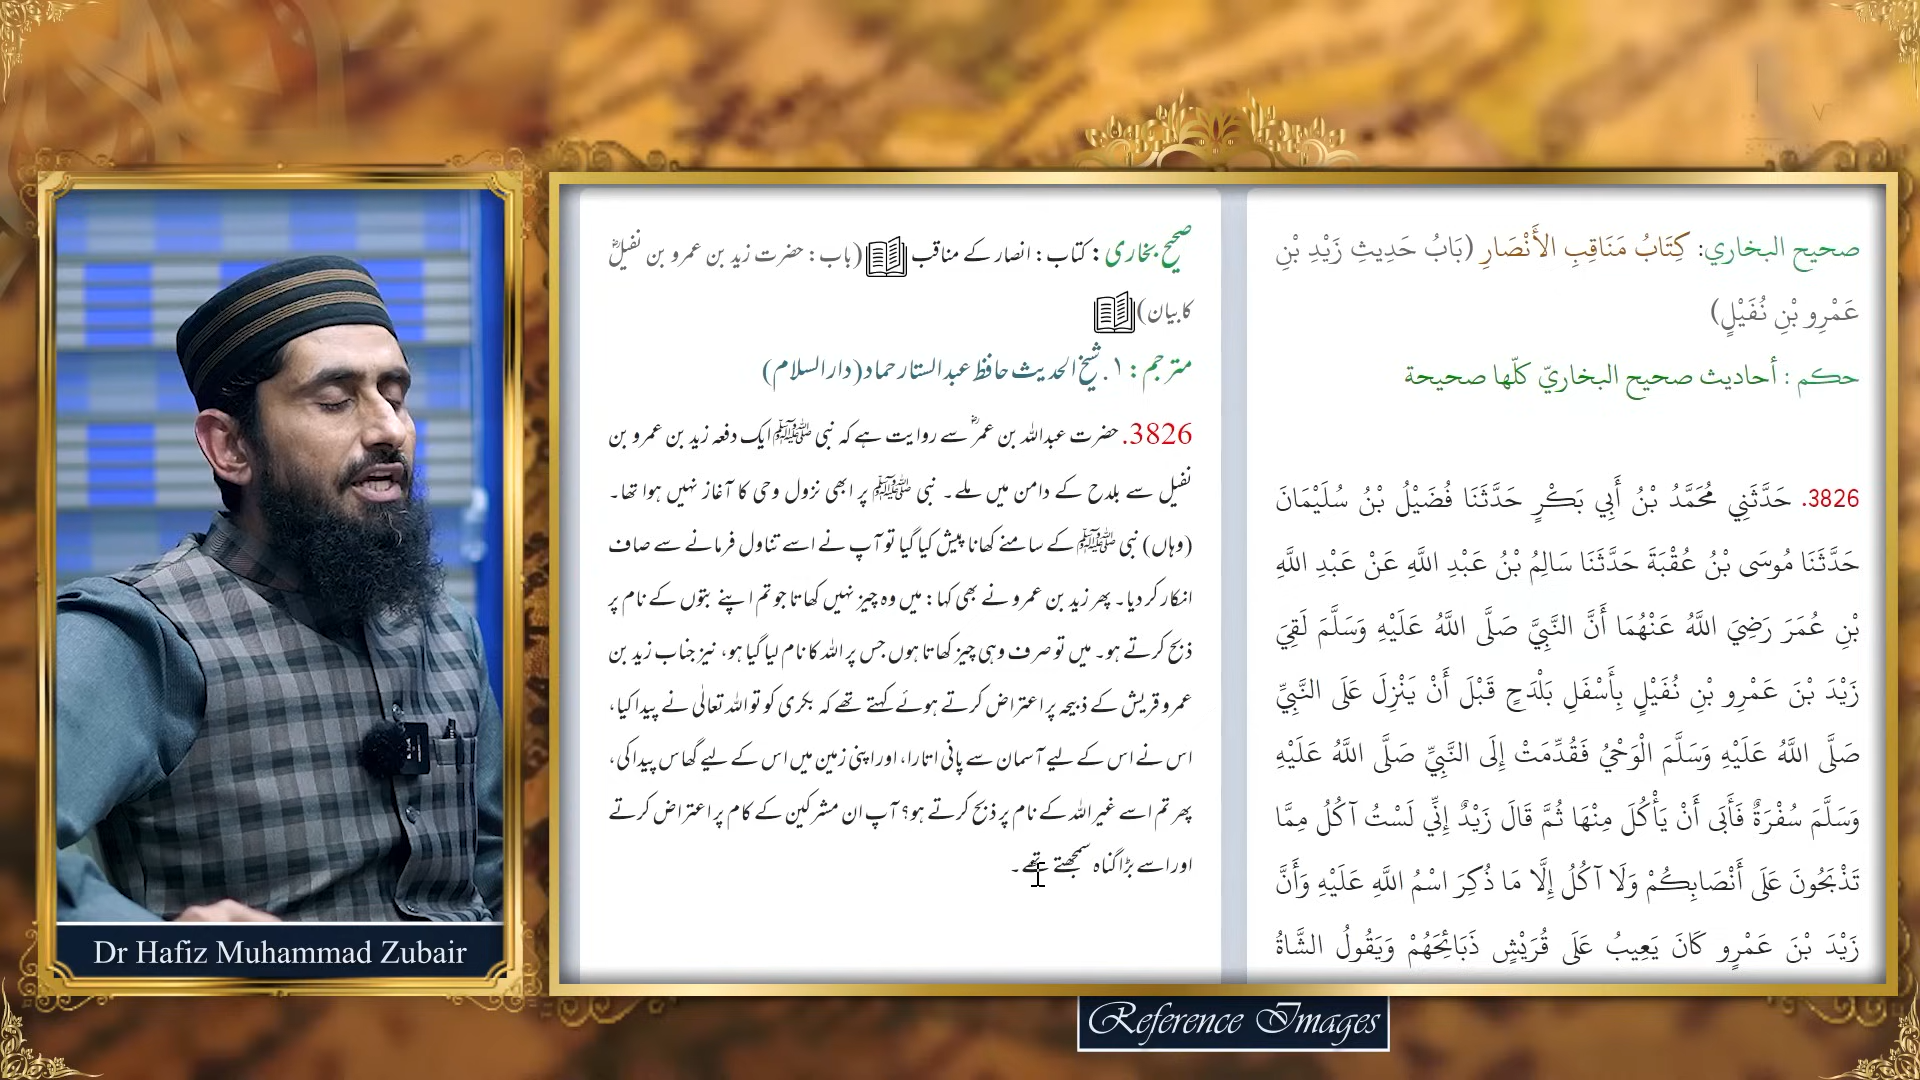 صحیح بخاری: کتاب: انصار کے مناقب (باب: حضرت زید بن عمرو بن نفیلؓ
کا بیان)
مترجم: ١. شیخ الحدیث حافظ عبد الستار حماد (دار السلام)
3826. حضرت عبداللہ بن عمرؓ سے روایت ہے کہ نبی ﷺ ایک دفعہ زید بن عمرو بن
نفیل سے بلدح کے دامن میں ملے۔ نبی ﷺ پر ابھی نزول وحی کا آغاز نہیں ہوا تھا۔
(وہاں) نبی ﷺ کے سامنے کھانا پیش کیا گیا تو آپ نے اسے تناول فرمانے سے صاف
انکار کر دیا۔ پھر زید بن عمرو نے بھی کہا: میں وہ چیز نہیں کھاتا جو تم اپنے بتوں کے نام پر
ذبح کرتے ہو۔ میں تو صرف وہی چیز کھاتا ہوں جس پر اللہ کا نام لیا گیا ہو، نیز جناب زید بن
عمرو قریش کے ذبیحہ پر اعتراض کرتے ہوئے کہتے تھے کہ بکری کو تو اللہ تعالٰی نے پیدا کیا،
اس نے اس کے لیے آسمان سے پانی اتارا، اور اپنی زمین میں اس کے لیے گھاس پیدا کی،
پھر تم اسے غیر اللہ کے نام پر ذبح کرتے ہو؟ آپ ان مشرکین کے کام پر اعتراض کرتے
اور اسے بڑا گناہ سمجھتے تھے۔
صحيح البخاري: كِتَابُ مَنَاقِبِ الأَنْصَارِ (بَابُ حَدِيثِ زَيْدِ بْنِ
عَمْرِو بْنِ نُفَيْلٍ)
حكم : أحاديث صحيح البخاريّ كلّها صحيحة
3826. حَدَّثَنِي مُحَمَّدُ بْنُ أَبِي بَكْرٍ حَدَّثَنَا فُضَيْلُ بْنُ سُلَيْمَانَ
حَدَّثَنَا مُوسَى بْنُ عُقْبَةَ حَدَّثَنَا سَالِمُ بْنُ عَبْدِ اللَّهِ عَنْ عَبْدِ اللَّهِ
بْنِ عُمَرَ رَضِيَ اللَّهُ عَنْهُمَا أَنَّ النَّبِيَّ صَلَّى اللَّهُ عَلَيْهِ وَسَلَّمَ لَقِيَ
زَيْدَ بْنَ عَمْرِو بْنِ نُفَيْلٍ بِأَسْفَلِ بَلْدَحٍ قَبْلَ أَنْ يَنْزِلَ عَلَى النَّبِيِّ
صَلَّى اللَّهُ عَلَيْهِ وَسَلَّمَ الْوَحْيُ فَقُدِّمَتْ إِلَى النَّبِيِّ صَلَّى اللَّهُ عَلَيْهِ
وَسَلَّمَ سُفْرَةٌ فَأَبَى أَنْ يَأْكُلَ مِنْهَا ثُمَّ قَالَ زَيْدٌ إِنِّي لَسْتُ آكُلُ مِمَّا
تَذْبَحُونَ عَلَى أَنْصَابِكُمْ وَلَا آكُلُ إِلَّا مَا ذُكِرَ اسْمُ اللَّهِ عَلَيْهِ وَأَنَّ
زَيْدَ بْنَ عَمْرٍو كَانَ يَعِيبُ عَلَى قُرَيْشٍ ذَبَائِحَهُمْ وَيَقُولُ الشَّاةُ
Dr Hafiz Muhammad Zubair
Reference Images